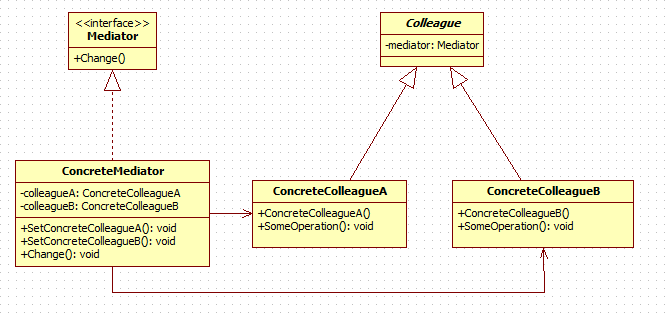 <<interface>>
Mediator
+Change()
Colleague
-mediator: Mediator
ConcreteMediator
-colleagueA: ConcreteColleagueA
-colleagueB: ConcreteColleagueB
+SetConcreteColleagueA(): void
+SetConcreteColleagueB(): void
+Change(): void
ConcreteColleagueA
+ConcreteColleagueA()
+SomeOperation(): void
ConcreteColleagueB
+ConcreteColleagueB()
+SomeOperation(): void